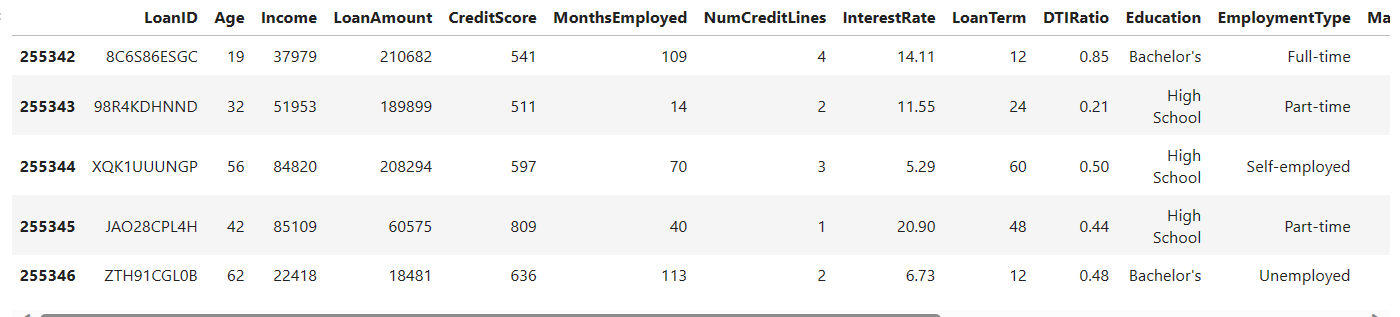 LoanID Age Income LoanAmount CreditScore MonthsEmployed NumCreditLines InterestRate LoanTerm DTIRatio Education EmploymentType Ma
255342 8C6S86ESGC 19 37979 210682 541 109 4 14.11 12 0.85 Bachelor's Full-time
255343 98R4KDHNND 32 51953 189899 511 14 2 11.55 24 0.21 High School Part-time
255344 XQK1UUUNGP 56 84820 208294 597 70 3 5.29 60 0.50 High School Self-employed
255345 JAO28CPL4H 42 85109 60575 809 40 1 20.90 48 0.44 High School Part-time
255346 ZTH91CGL0B 62 22418 18481 636 113 2 6.73 12 0.48 Bachelor's Unemployed